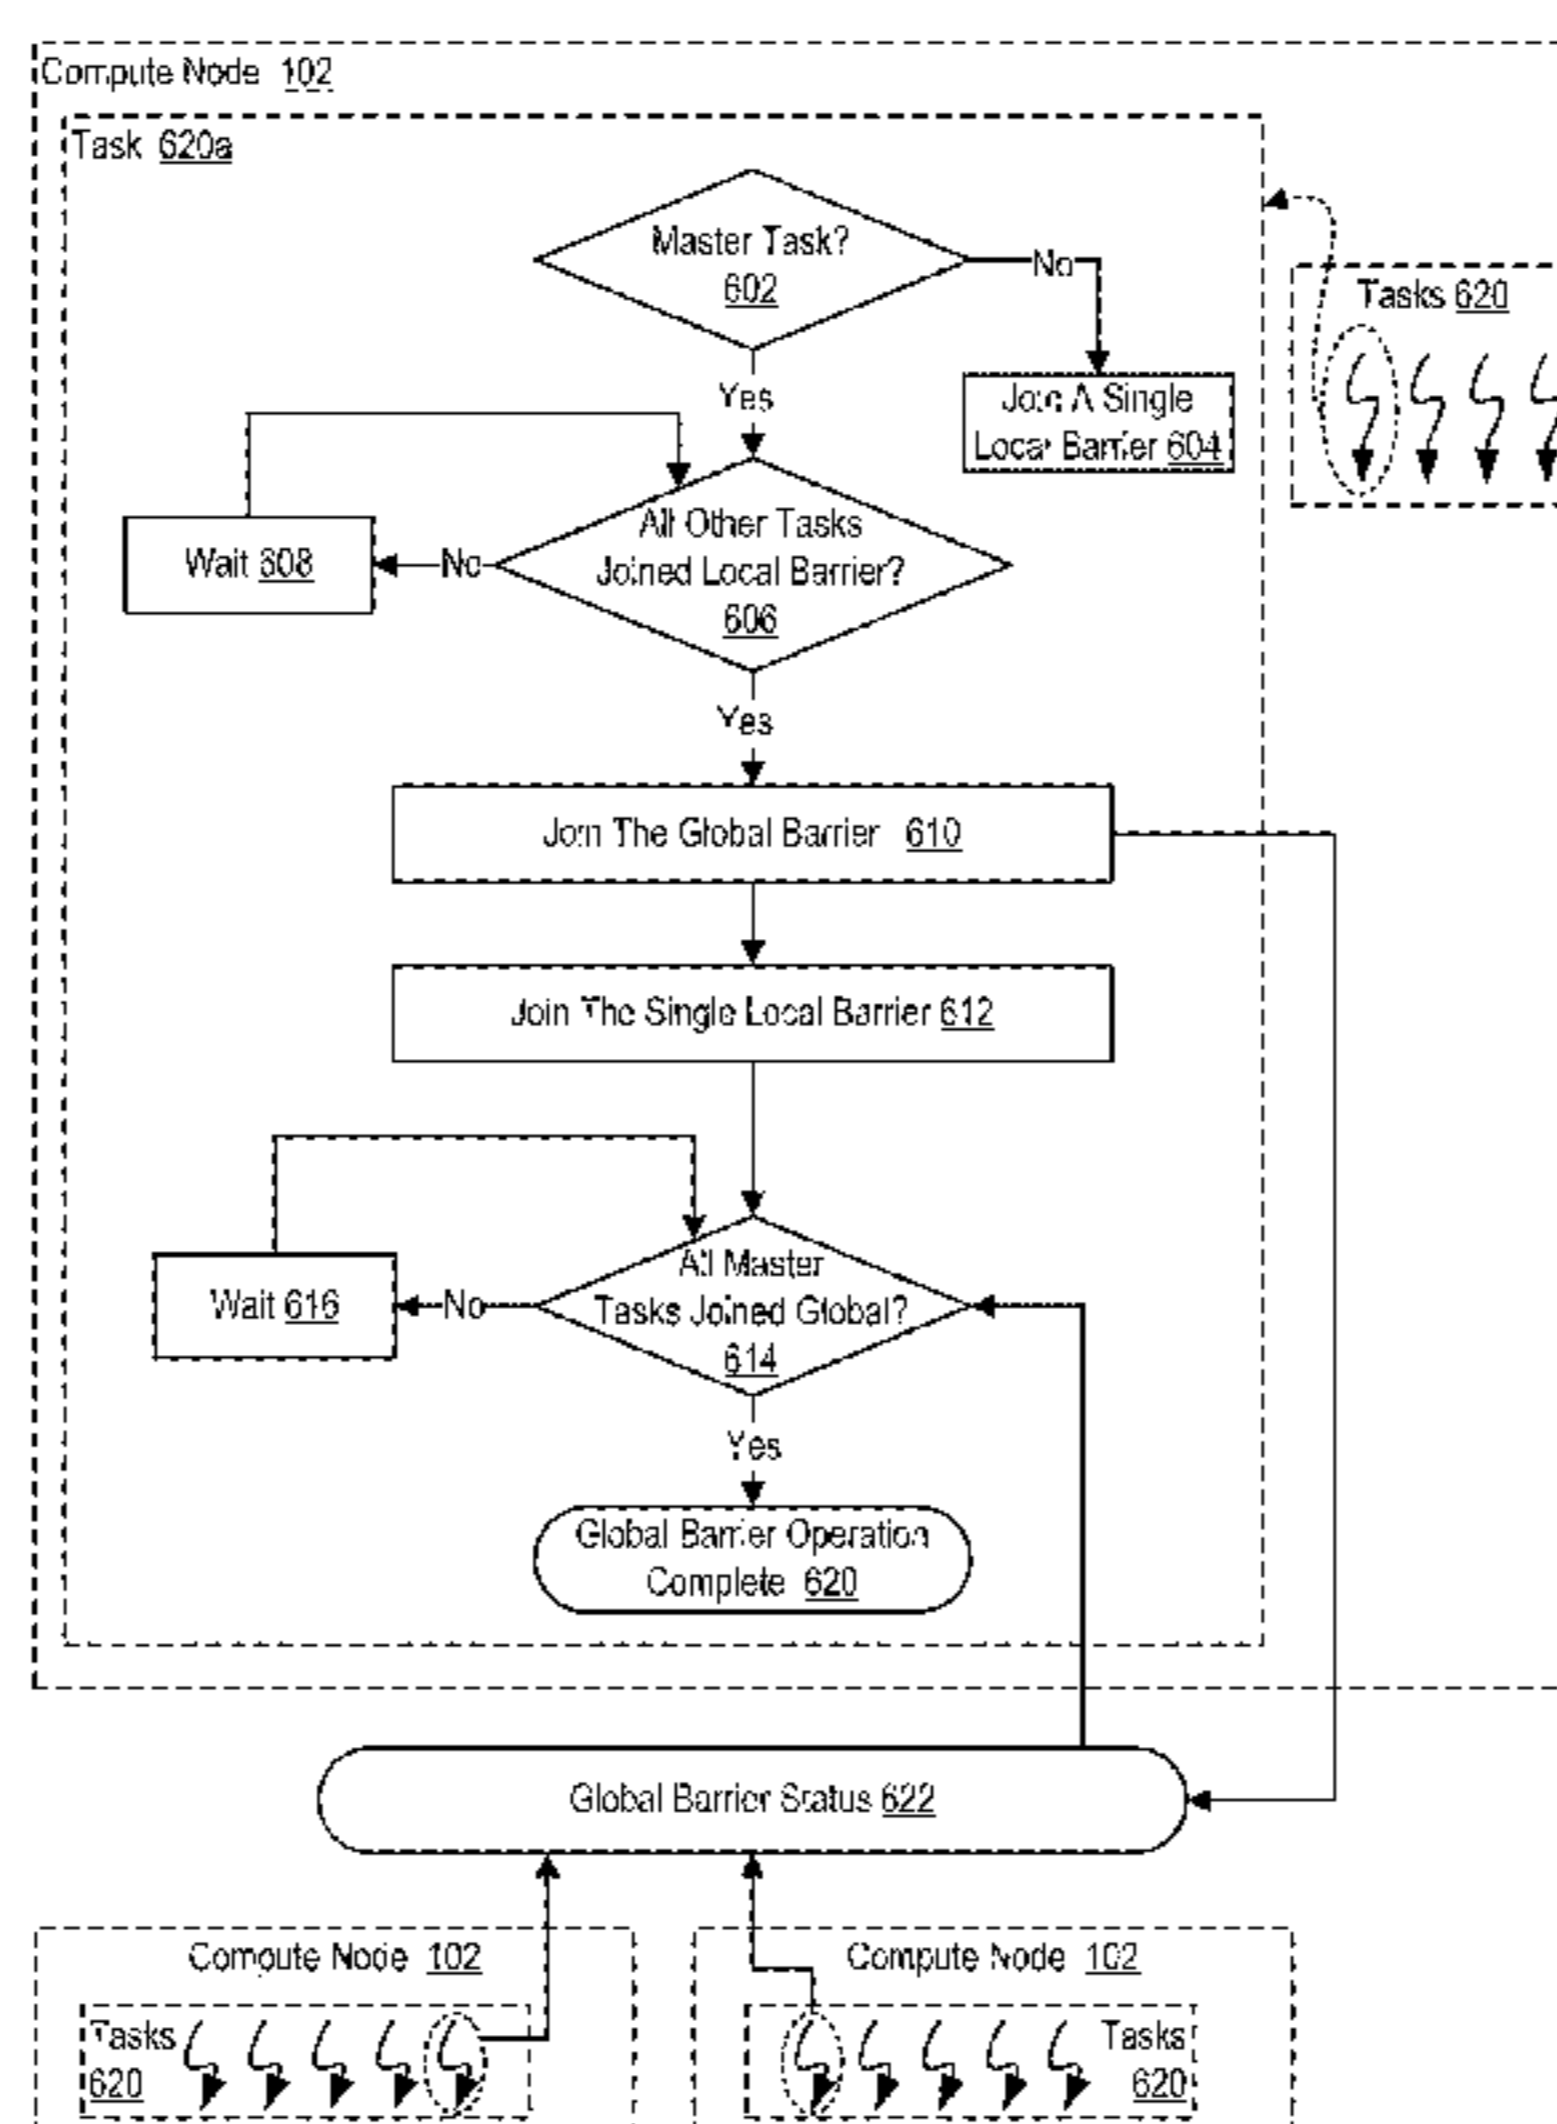 Compute Node 102
Task 620a
Master Task?
602
No
Tasks 620
Yes
Join A Single
Local Barrier 604
All Other Tasks
Joined Local Barrier?
606
No
Wait 608
Yes
Join The Global Barrier 610
Join The Single Local Barrier 612
All Master
Tasks Joined Global?
614
No
Wait 616
Yes
Global Barrier Operation
Complete 620
Global Barrier Status 622
Compute Node 102
Tasks
620
Compute Node 102
Tasks
620